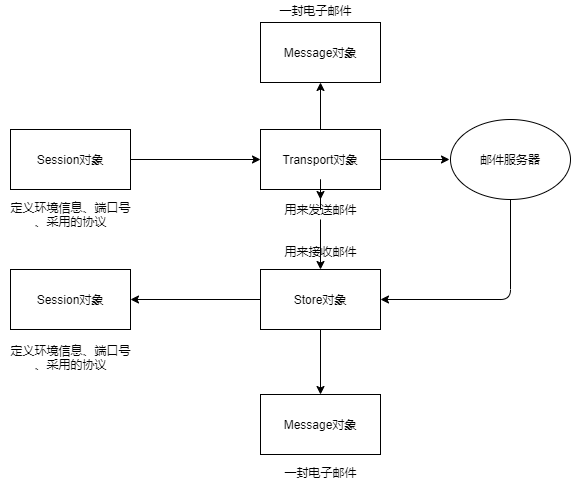 一封电子邮件
Message对象
Session对象
Transport对象
邮件服务器
定义环境信息、端口号
、采用的协议
用来发送邮件
用来接收邮件
Session对象
Store对象
定义环境信息、端口号
、采用的协议
Message对象
一封电子邮件